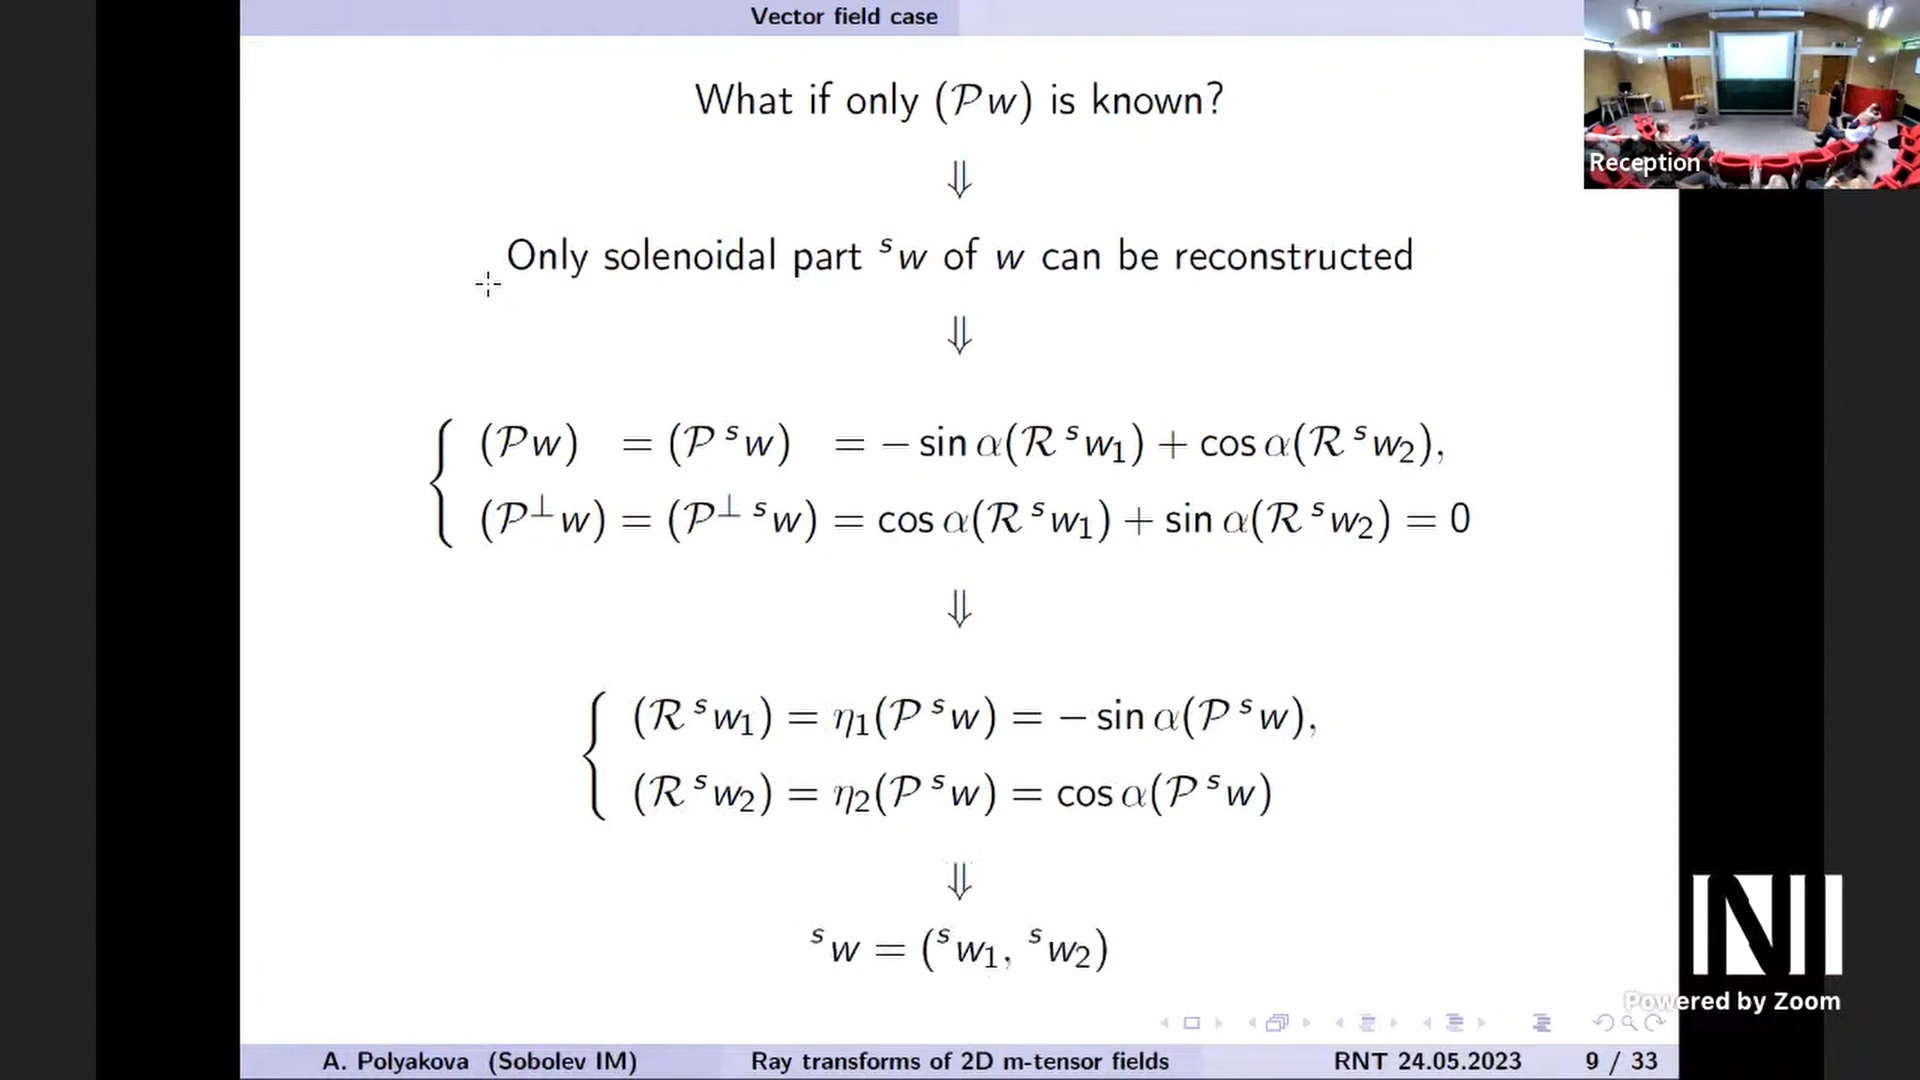 Vector field case
What if only (𝒫w) is known?
⇓
Only solenoidal part ˢw of w can be reconstructed
⇓
(𝒫w) = (𝒫 ˢw) = − sin α(ℛ ˢw₁) + cos α(ℛ ˢw₂),
(𝒫⊥w) = (𝒫⊥ ˢw) = cos α(ℛ ˢw₁) + sin α(ℛ ˢw₂) = 0
⇓
(ℛ ˢw₁) = η₁(𝒫 ˢw) = − sin α(𝒫 ˢw),
(ℛ ˢw₂) = η₂(𝒫 ˢw) = cos α(𝒫 ˢw)
⇓
ˢw = (ˢw₁, ˢw₂)
A. Polyakova (Sobolev IM) Ray transforms of 2D m-tensor fields RNT 24.05.2023 9 / 33
Reception
Powered by Zoom